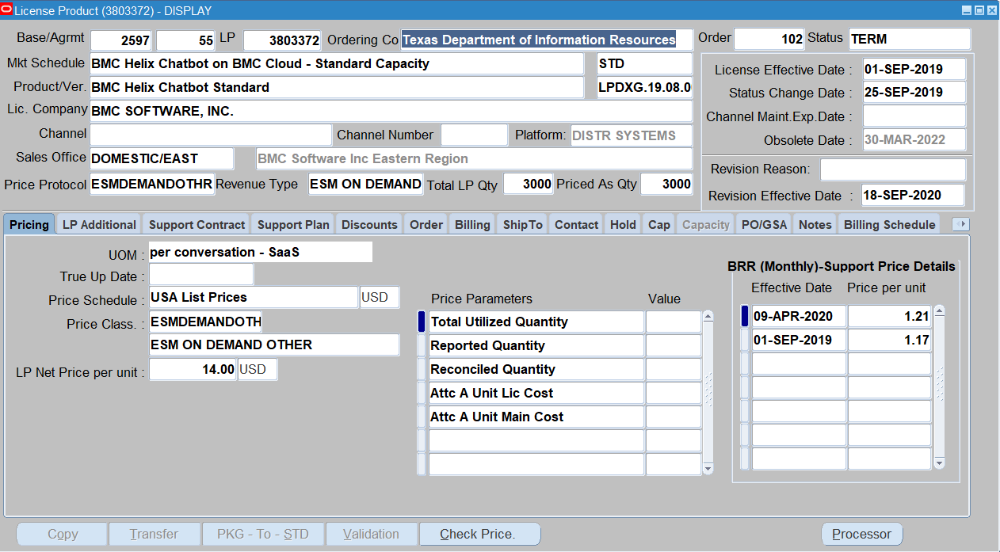 License Product (3803372) - DISPLAY
Base/Agrmt 2597 55 LP 3803372 Ordering Co Texas Department of Information Resources Order 102 Status TERM
Mkt Schedule BMC Helix Chatbot on BMC Cloud - Standard Capacity STD
License Effective Date : 01-SEP-2019
Product/Ver. BMC Helix Chatbot Standard LPDXG.19.08.0
Status Change Date : 25-SEP-2019
Lic. Company BMC SOFTWARE, INC.
Channel Maint.Exp.Date :
Channel Channel Number Platform: DISTR SYSTEMS
Obsolete Date : 30-MAR-2022
Sales Office DOMESTIC/EAST BMC Software Inc Eastern Region
Revision Reason:
Price Protocol ESMDEMANDOTHR Revenue Type ESM ON DEMAND Total LP Qty 3000 Priced As Qty 3000
Revision Effective Date : 18-SEP-2020
Pricing LP Additional Support Contract Support Plan Discounts Order Billing ShipTo Contact Hold Cap Capacity PO/GSA Notes Billing Schedule
UOM : per conversation - SaaS
True Up Date :
Price Schedule : USA List Prices USD
Price Class. : ESMDEMANDOTH
ESM ON DEMAND OTHER
LP Net Price per unit : 14.00 USD
Price Parameters Value
Total Utilized Quantity
Reported Quantity
Reconciled Quantity
Attc A Unit Lic Cost
Attc A Unit Main Cost
BRR (Monthly)-Support Price Details
Effective Date Price per unit
09-APR-2020 1.21
01-SEP-2019 1.17
Copy Transfer PKG - To - STD Validation Check Price. Processor